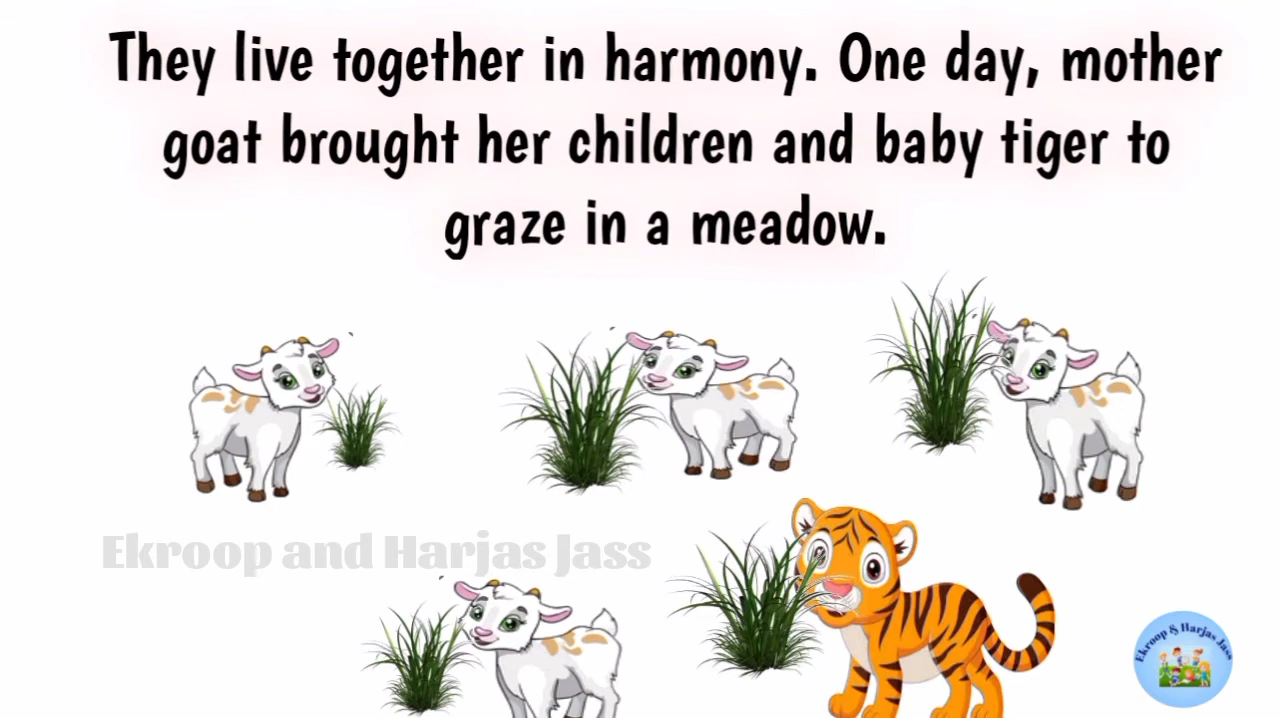 They live together in harmony. One day, mother
goat brought her children and baby tiger to
graze in a meadow.
Ekroop and Harjas Jass
Ekroop & Harjas Jass